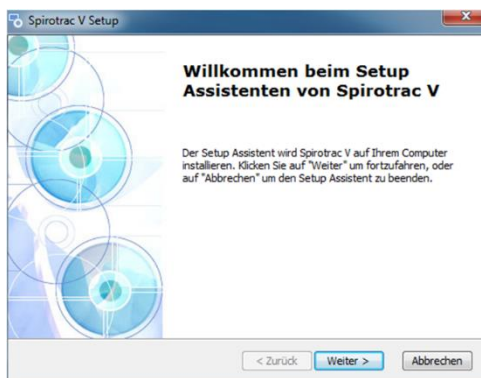 Spirotrac V Setup
Willkommen beim Setup
Assistenten von Spirotrac V
Der Setup Assistent wird Spirotrac V auf Ihrem Computer
installieren. Klicken Sie auf "Weiter" um fortzufahren, oder
auf "Abbrechen" um den Setup Assistent zu beenden.
< Zurück Weiter > Abbrechen